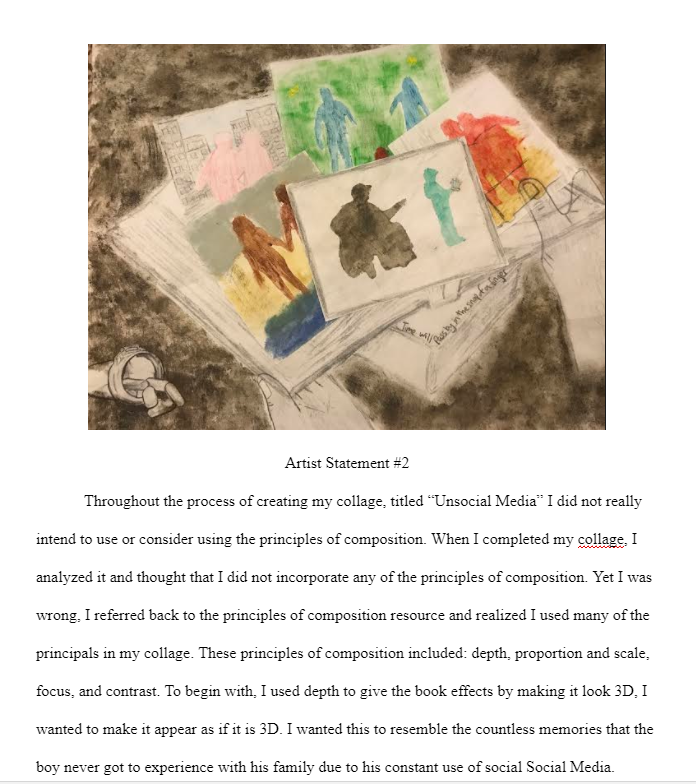 Time will Pass by in the snap of a finger
Artist Statement #2
Throughout the process of creating my collage, titled “Unsocial Media” I did not really
intend to use or consider using the principles of composition. When I completed my collage, I
analyzed it and thought that I did not incorporate any of the principles of composition. Yet I was
wrong, I referred back to the principles of composition resource and realized I used many of the
principals in my collage. These principles of composition included: depth, proportion and scale,
focus, and contrast. To begin with, I used depth to give the book effects by making it look 3D, I
wanted to make it appear as if it is 3D. I wanted this to resemble the countless memories that the
boy never got to experience with his family due to his constant use of social Social Media.